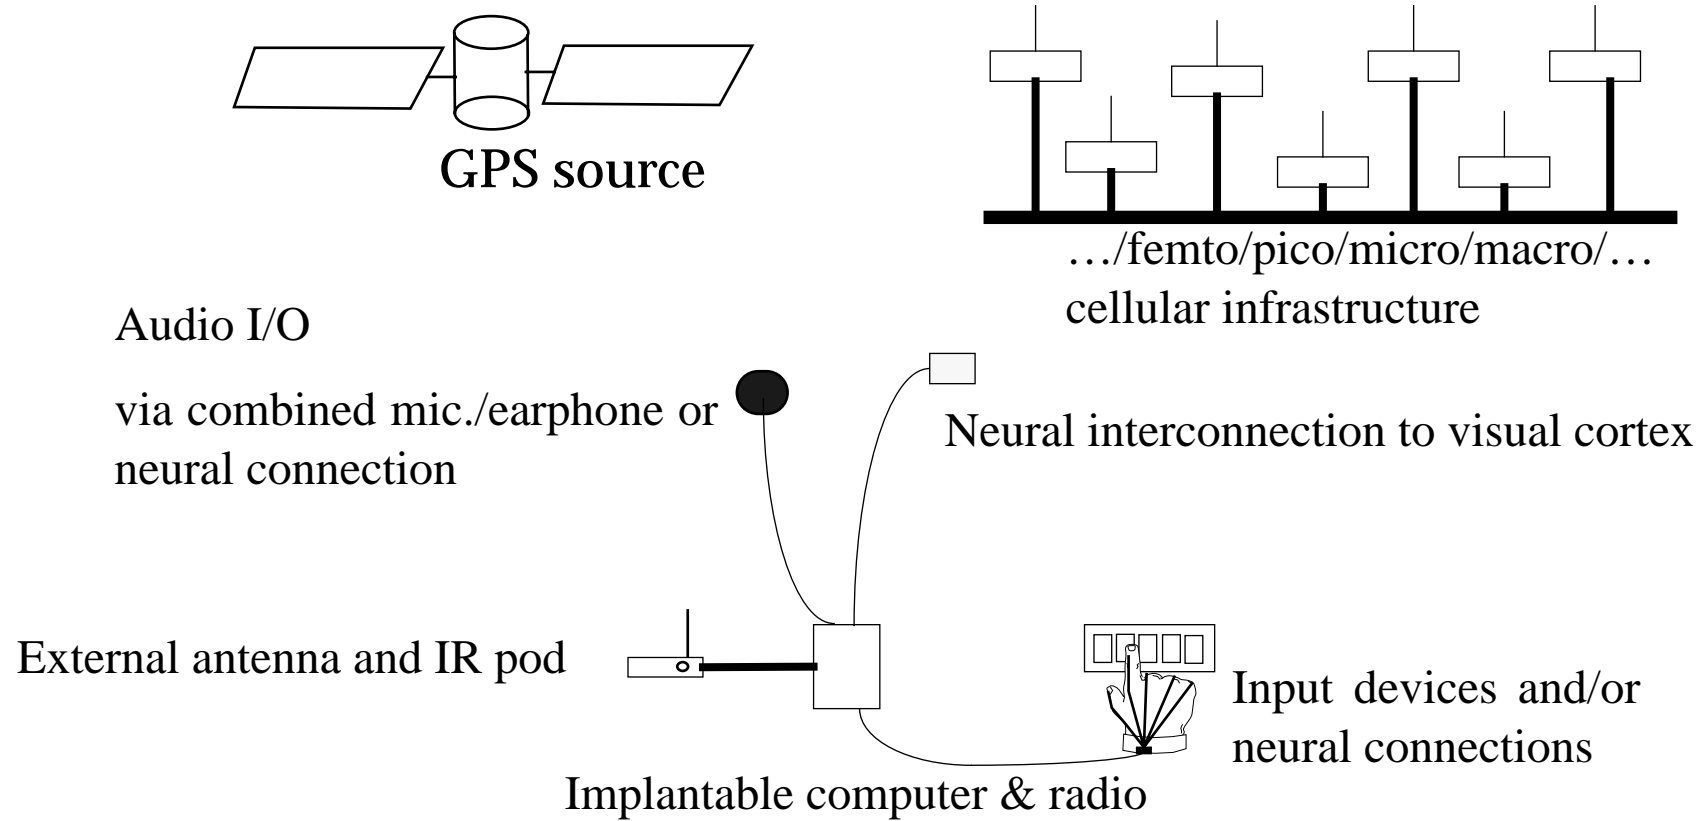 GPS source
…/femto/pico/micro/macro/…
cellular infrastructure
Audio I/O
via combined mic./earphone or
neural connection
Neural interconnection to visual cortex
External antenna and IR pod
Input devices and/or
neural connections
Implantable computer & radio